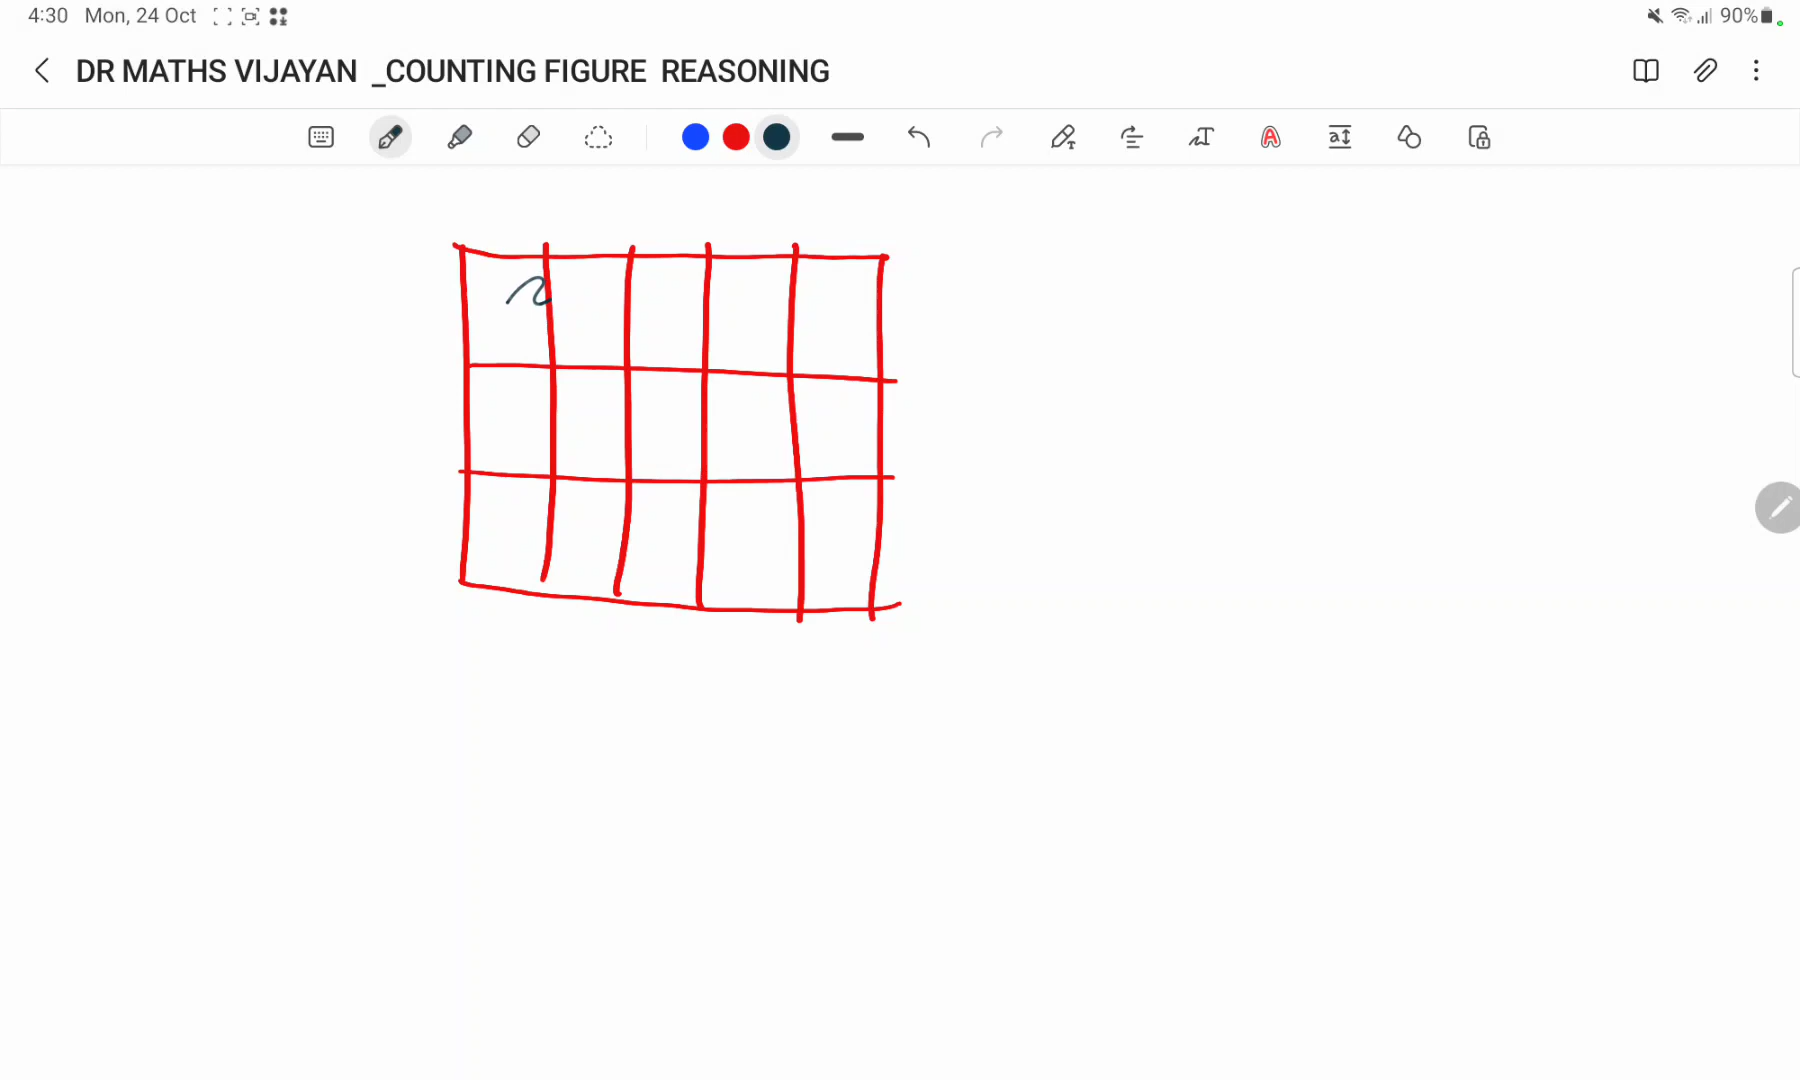 4:30 Mon, 24 Oct 90%
DR MATHS VIJAYAN _COUNTING FIGURE REASONING